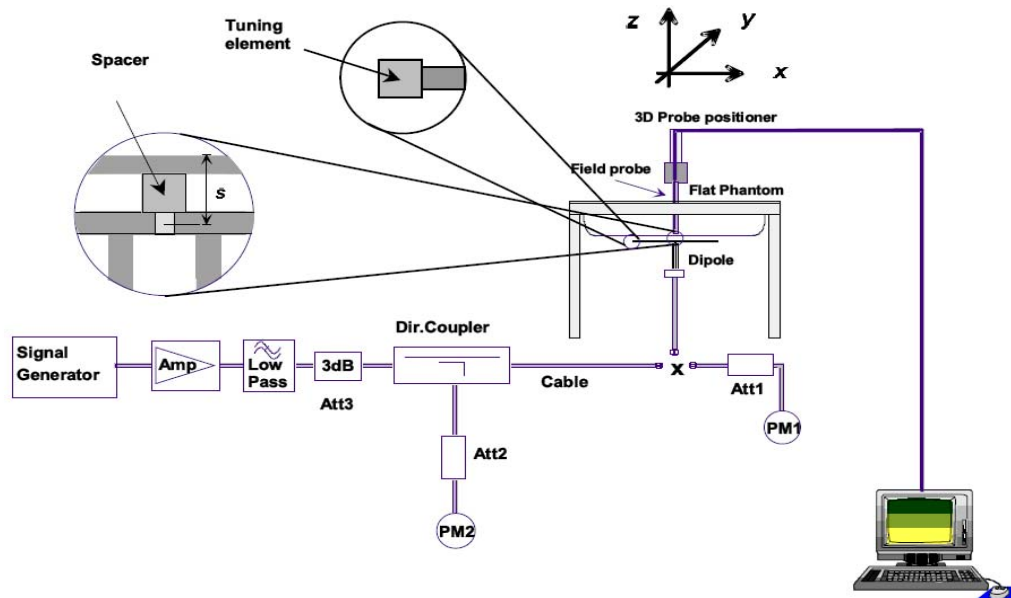 Tuning
element
Spacer
s
z
y
x
3D Probe positioner
Field probe
Flat Phantom
Dipole
Signal
Generator
Amp
Low
Pass
3dB
Att3
Dir.Coupler
Cable
x
Att1
PM1
Att2
PM2